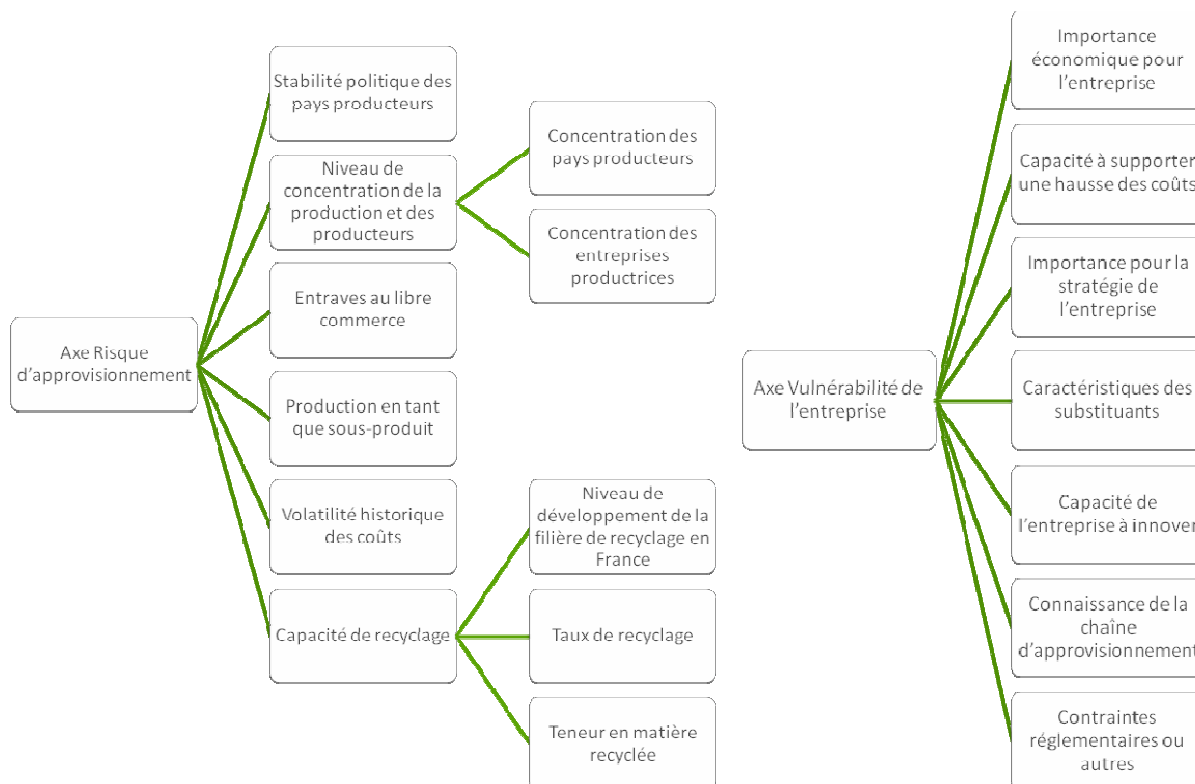 Axe Risque
d'approvisionnement
Stabilité politique des
pays producteurs
Niveau de
concentration de la
production et des
producteurs
Concentration des
pays producteurs
Concentration des
entreprises
productrices
Entraves au libre
commerce
Production en tant
que sous-produit
Volatilité historique
des coûts
Capacité de recyclage
Niveau de
développement de la
filière de recyclage en
France
Taux de recyclage
Teneur en matière
recyclée
Axe Vulnérabilité de
l'entreprise
Importance
économique pour
l'entreprise
Capacité à supporter
une hausse des coûts
Importance pour la
stratégie de
l'entreprise
Caractéristiques des
substituants
Capacité de
l'entreprise à innover
Connaissance de la
chaîne
d'approvisionnement
Contraintes
réglementaires ou
autres